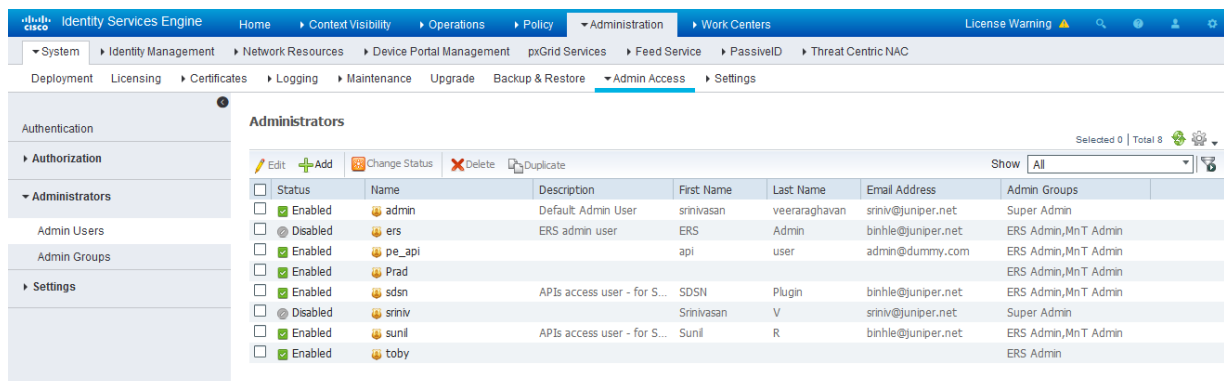 cisco Identity Services Engine Home Context Visibility Operations Policy Administration Work Centers License Warning
System Identity Management Network Resources Device Portal Management pxGrid Services Feed Service PassiveID Threat Centric NAC
Deployment Licensing Certificates Logging Maintenance Upgrade Backup & Restore Admin Access Settings
Authentication
Authorization
Administrators
Admin Users
Admin Groups
Settings
Administrators
Selected 0 | Total 8
Edit Add Change Status Delete Duplicate Show All
Status Name Description First Name Last Name Email Address Admin Groups
Enabled admin Default Admin User srinivasan veeraraghavan sriniv@juniper.net Super Admin
Disabled ers ERS admin user ERS Admin binhle@juniper.net ERS Admin,MnT Admin
Enabled pe_api api user admin@dummy.com ERS Admin,MnT Admin
Enabled Prad ERS Admin,MnT Admin
Enabled sdsn APIs access user - for S... SDSN Plugin binhle@juniper.net ERS Admin,MnT Admin
Disabled sriniv Srinivasan V sriniv@juniper.net Super Admin
Enabled sunil APIs access user - for S... Sunil R binhle@juniper.net ERS Admin,MnT Admin
Enabled toby ERS Admin